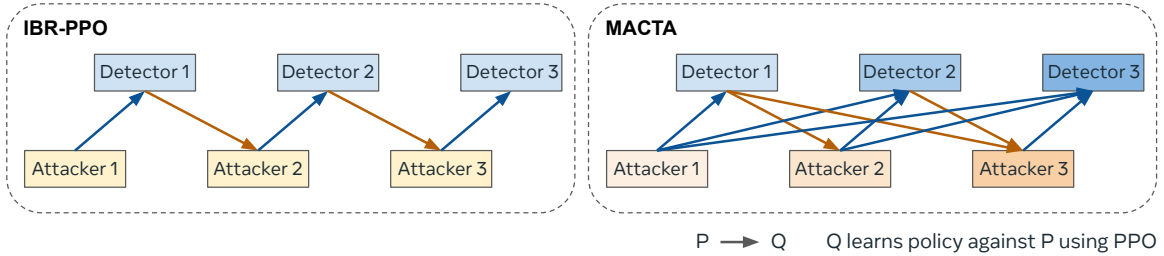 IBR-PPO
Detector 1
Detector 2
Detector 3
Attacker 1
Attacker 2
Attacker 3
MACTA
Detector 1
Detector 2
Detector 3
Attacker 1
Attacker 2
Attacker 3
P Q Q learns policy against P using PPO